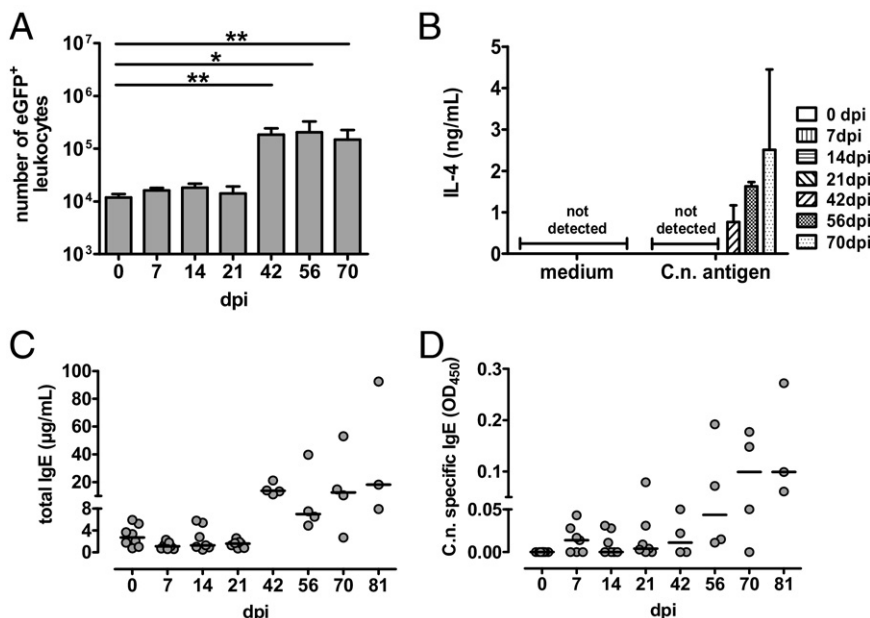 A
number of eGFP+
leukocytes
10^7
10^6
10^5
10^4
10^3
**
*
**
0 7 14 21 42 56 70
dpi
B
IL-4 (ng/mL)
5
4
3
2
1
0
not
detected
not
detected
medium C.n. antigen
0 dpi
7dpi
14dpi
21dpi
42dpi
56dpi
70dpi
C
total IgE (µg/mL)
100
80
60
40
20
8
4
0
0 7 14 21 42 56 70 81
dpi
D
C.n. specific IgE (OD450)
0.3
0.2
0.1
0.05
0.00
0 7 14 21 42 56 70 81
dpi